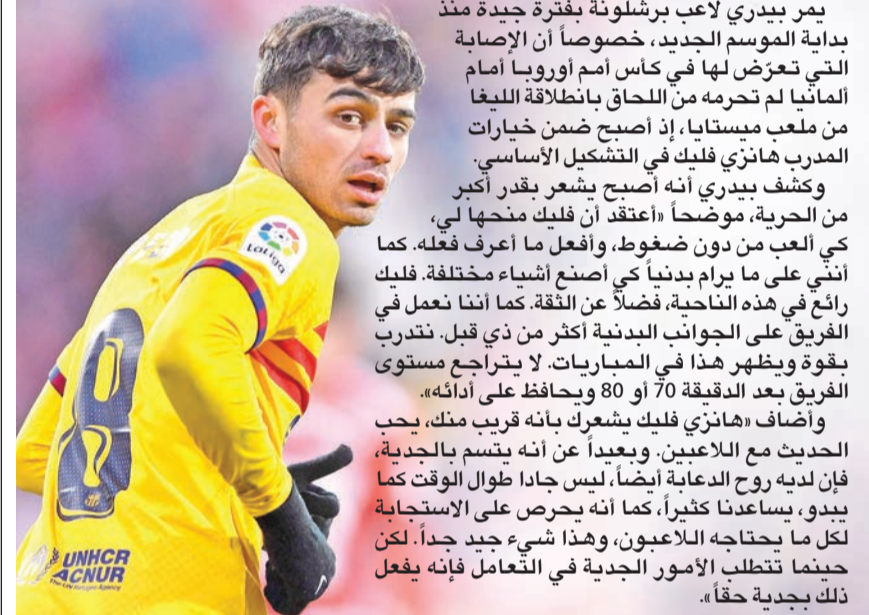 يمر بيدري لاعب برشلونة بفترة جيدة منذ
بداية الموسم الجديد، خصوصاً أن الإصابة
التي تعرّض لها في كأس أمم أوروبا أمام
ألمانيا لم تحرمه من اللحاق بانطلاقة الليغا
من ملعب ميستايا، إذ أصبح ضمن خيارات
المدرب هانزي فليك في التشكيل الأساسي.
وكشف بيدري أنه أصبح يشعر بقدر أكبر
من الحرية، موضحاً «أعتقد أن فليك منحها لي،
كي ألعب من دون ضغوط، وأفعل ما أعرف فعله. كما
أنني على ما يرام بدنياً كي أصنع أشياء مختلفة. فليك
رائع في هذه الناحية، فضلاً عن الثقة. كما أننا نعمل في
الفريق على الجوانب البدنية أكثر من ذي قبل. نتدرب
بقوة ويظهر هذا في المباريات. لا يتراجع مستوى
الفريق بعد الدقيقة 70 أو 80 ويحافظ على أدائه».
وأضاف «هانزي فليك يشعرك بأنه قريب منك، يحب
الحديث مع اللاعبين. وبعيداً عن أنه يتسم بالجدية،
فإن لديه روح الدعابة أيضاً، ليس جادا طوال الوقت كما
يبدو، يساعدنا كثيراً، كما أنه يحرص على الاستجابة
لكل ما يحتاجه اللاعبون، وهذا شيء جيد جداً. لكن
حينما تتطلب الأمور الجدية في التعامل فإنه يفعل
ذلك بجدية حقاً».
LaLiga
8
UNHCR
ACNUR
The UN Refugee Agency